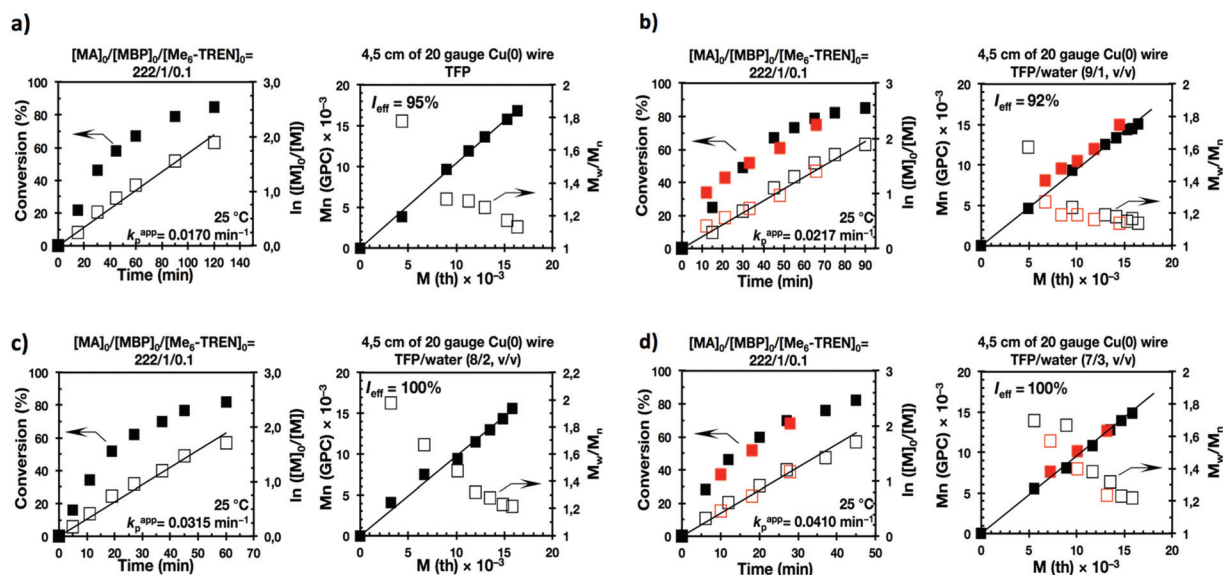 a)
[MA]₀/[MBP]₀/[Me₆-TREN]₀=
222/1/0.1
Conversion (%)
100
80
60
40
20
0
3,0
2,0
1,0
0,0
ln ([M]₀/[M])
25 °C
kₚᵃᵖᵖ = 0.0170 min⁻¹
0 20 40 60 80 100 120 140
Time (min)
4,5 cm of 20 gauge Cu(0) wire
TFP
Ieff = 95%
Mn (GPC) × 10⁻³
20
15
10
5
0
2
1,8
1,6
1,4
1,2
1
Mw/Mn
0 5 10 15 20
M (th) × 10⁻³
b)
[MA]₀/[MBP]₀/[Me₆-TREN]₀=
222/1/0.1
Conversion (%)
100
80
60
40
20
0
3
2
1
0
ln ([M]₀/[M])
25 °C
kₚᵃᵖᵖ = 0.0217 min⁻¹
0 10 20 30 40 50 60 70 80 90
Time (min)
4,5 cm of 20 gauge Cu(0) wire
TFP/water (9/1, v/v)
Ieff = 92%
Mn (GPC) × 10⁻³
20
15
10
5
0
2
1,8
1,6
1,4
1,2
1
Mw/Mn
0 5 10 15 20
M (th) × 10⁻³
c)
[MA]₀/[MBP]₀/[Me₆-TREN]₀=
222/1/0.1
Conversion (%)
100
80
60
40
20
0
3,0
2,0
1,0
0,0
ln ([M]₀/[M])
25 °C
kₚᵃᵖᵖ = 0.0315 min⁻¹
0 10 20 30 40 50 60 70
Time (min)
4,5 cm of 20 gauge Cu(0) wire
TFP/water (8/2, v/v)
Ieff = 100%
Mn (GPC) × 10⁻³
20
15
10
5
0
2,2
2
1,8
1,6
1,4
1,2
1
Mw/Mn
0 5 10 15 20
M (th) × 10⁻³
d)
[MA]₀/[MBP]₀/[Me₆-TREN]₀=
222/1/0.1
Conversion (%)
100
80
60
40
20
0
3
2
1
0
ln ([M]₀/[M])
25 °C
kₚᵃᵖᵖ = 0.0410 min⁻¹
0 10 20 30 40 50
Time (min)
4,5 cm of 20 gauge Cu(0) wire
TFP/water (7/3, v/v)
Ieff = 100%
Mn (GPC) × 10⁻³
20
15
10
5
0
2
1,8
1,6
1,4
1,2
1
Mw/Mn
0 5 10 15 20
M (th) × 10⁻³